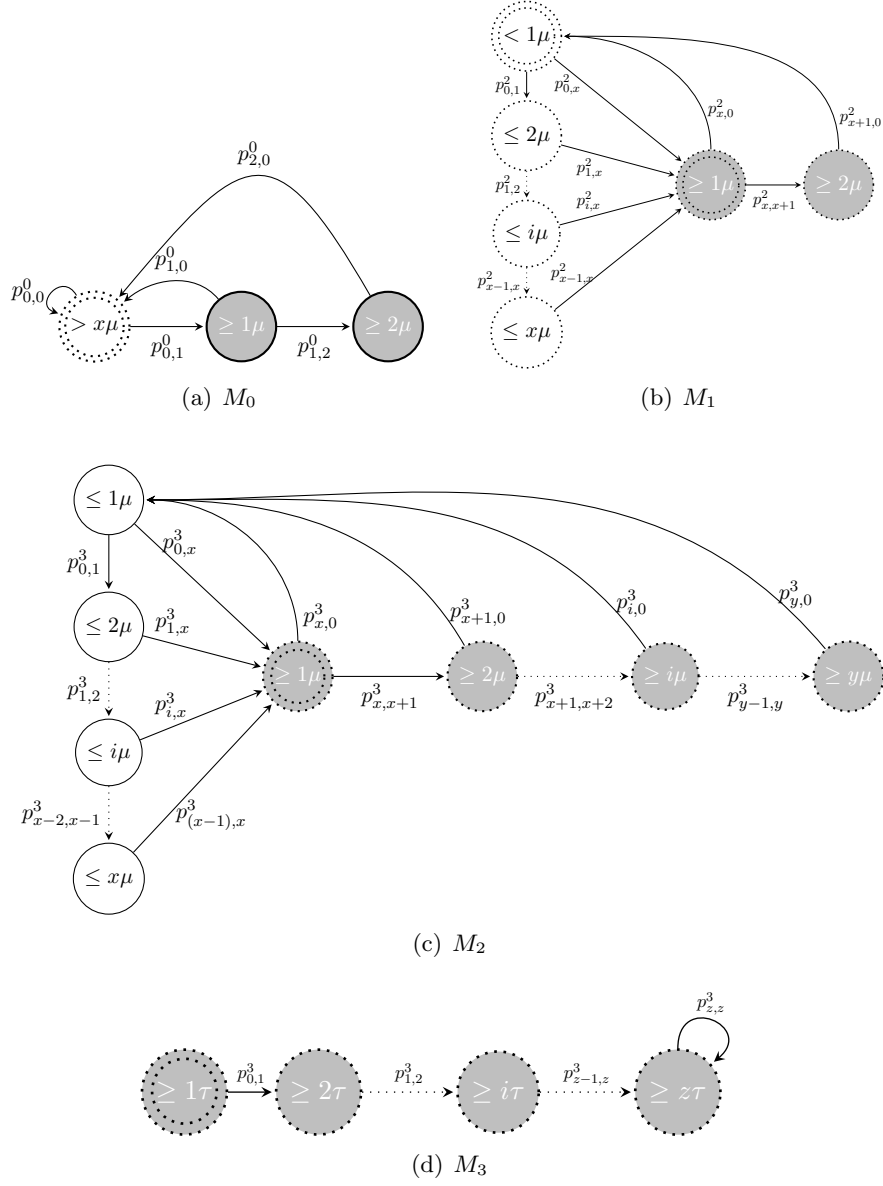 p^2_{0,1}
p^2_{0,x}
p^2_{x,0}
p^2_{x+1,0}
p^2_{1,2}
p^2_{1,x}
p^2_{i,x}
p^2_{x,x+1}
p^2_{x-1,x}
p^2_{x-1,x}
< 1μ
≤ 2μ
≤ iμ
≤ xμ
≥ 1μ
≥ 2μ
(b) M_1
p^0_{2,0}
p^0_{1,0}
p^0_{0,0}
> xμ
≥ 1μ
≥ 2μ
p^0_{0,1}
p^0_{1,2}
(a) M_0
≤ 1μ
p^3_{0,1}
p^3_{0,x}
≤ 2μ
p^3_{1,x}
p^3_{x,0}
p^3_{x+1,0}
p^3_{i,0}
p^3_{y,0}
p^3_{1,2}
p^3_{i,x}
≥ 1μ
≥ 2μ
≥ iμ
≥ yμ
p^3_{x,x+1}
p^3_{x+1,x+2}
p^3_{y-1,y}
≤ iμ
p^3_{x-2,x-1}
p^3_{(x-1),x}
≤ xμ
(c) M_2
p^3_{z,z}
p^3_{0,1}
p^3_{1,2}
p^3_{z-1,z}
≥ 1τ
≥ 2τ
≥ iτ
≥ zτ
(d) M_3